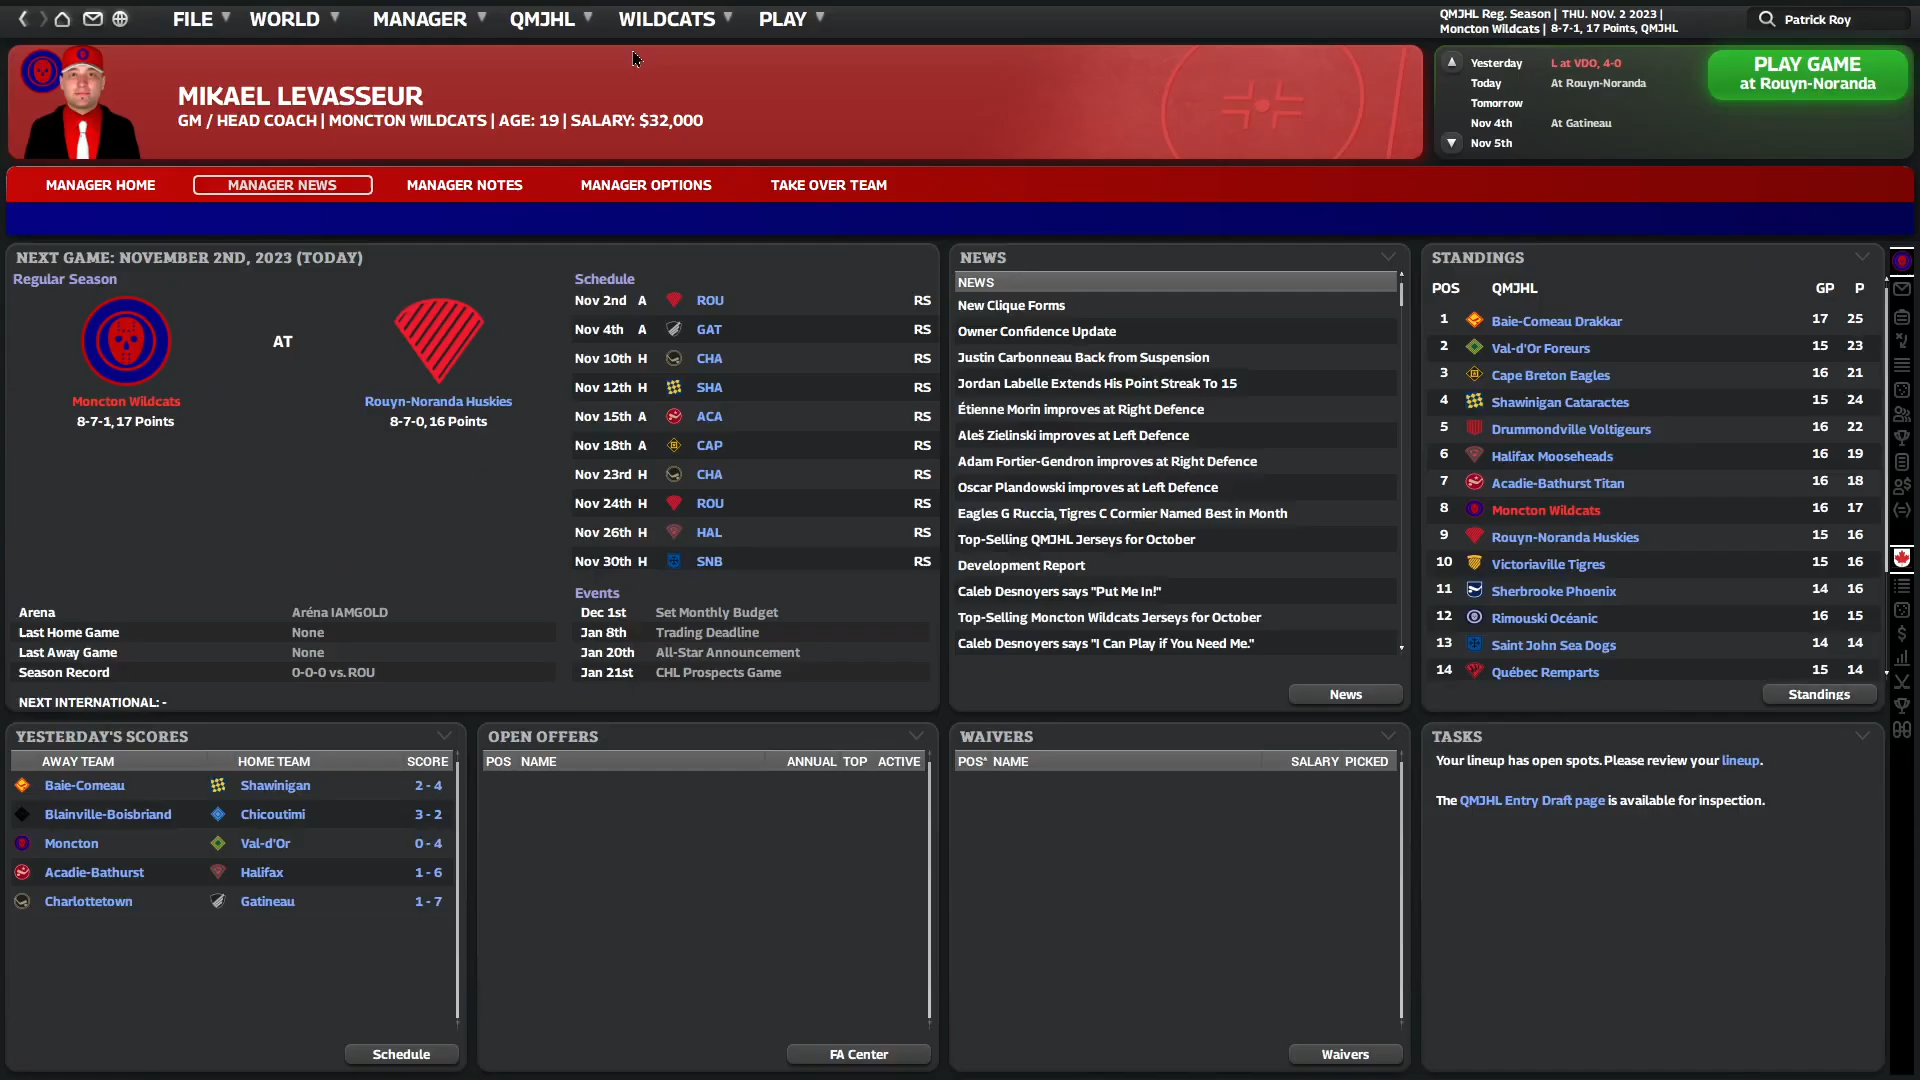 FILE WORLD MANAGER QMJHL WILDCATS PLAY
QMJHL Reg. Season | THU. NOV. 2 2023 |
Moncton Wildcats | 8-7-1, 17 Points, QMJHL
Patrick Roy
MIKAEL LEVASSEUR
GM / HEAD COACH | MONCTON WILDCATS | AGE: 19 | SALARY: $32,000
Yesterday L at VDO, 4-0
Today At Rouyn-Noranda
Tomorrow
Nov 4th At Gatineau
Nov 5th
PLAY GAME
at Rouyn-Noranda
MANAGER HOME MANAGER NEWS MANAGER NOTES MANAGER OPTIONS TAKE OVER TEAM
NEXT GAME: NOVEMBER 2ND, 2023 (TODAY)
Regular Season
AT
Moncton Wildcats
8-7-1, 17 Points
Rouyn-Noranda Huskies
8-7-0, 16 Points
Arena Aréna IAMGOLD
Last Home Game None
Last Away Game None
Season Record 0-0-0 vs. ROU
NEXT INTERNATIONAL: -
Schedule
Nov 2nd A ROU RS
Nov 4th A GAT RS
Nov 10th H CHA RS
Nov 12th H SHA RS
Nov 15th A ACA RS
Nov 18th A CAP RS
Nov 23rd H CHA RS
Nov 24th H ROU RS
Nov 26th H HAL RS
Nov 30th H SNB RS
Events
Dec 1st Set Monthly Budget
Jan 8th Trading Deadline
Jan 20th All-Star Announcement
Jan 21st CHL Prospects Game
NEWS
NEWS
New Clique Forms
Owner Confidence Update
Justin Carbonneau Back from Suspension
Jordan Labelle Extends His Point Streak To 15
Étienne Morin improves at Right Defence
Aleš Zielinski improves at Left Defence
Adam Fortier-Gendron improves at Right Defence
Oscar Plandowski improves at Left Defence
Eagles G Ruccia, Tigres C Cormier Named Best in Month
Top-Selling QMJHL Jerseys for October
Development Report
Caleb Desnoyers says "Put Me In!"
Top-Selling Moncton Wildcats Jerseys for October
Caleb Desnoyers says "I Can Play if You Need Me."
News
STANDINGS
POS QMJHL GP P
1 Baie-Comeau Drakkar 17 25
2 Val-d'Or Foreurs 15 23
3 Cape Breton Eagles 16 21
4 Shawinigan Cataractes 15 24
5 Drummondville Voltigeurs 16 22
6 Halifax Mooseheads 16 19
7 Acadie-Bathurst Titan 16 18
8 Moncton Wildcats 16 17
9 Rouyn-Noranda Huskies 15 16
10 Victoriaville Tigres 15 16
11 Sherbrooke Phoenix 14 16
12 Rimouski Océanic 16 15
13 Saint John Sea Dogs 14 14
14 Québec Remparts 15 14
Standings
YESTERDAY'S SCORES
AWAY TEAM HOME TEAM SCORE
Baie-Comeau Shawinigan 2 - 4
Blainville-Boisbriand Chicoutimi 3 - 2
Moncton Val-d'Or 0 - 4
Acadie-Bathurst Halifax 1 - 6
Charlottetown Gatineau 1 - 7
Schedule
OPEN OFFERS
POS NAME ANNUAL TOP ACTIVE
FA Center
WAIVERS
POS* NAME SALARY PICKED
Waivers
TASKS
Your lineup has open spots. Please review your lineup.
The QMJHL Entry Draft page is available for inspection.